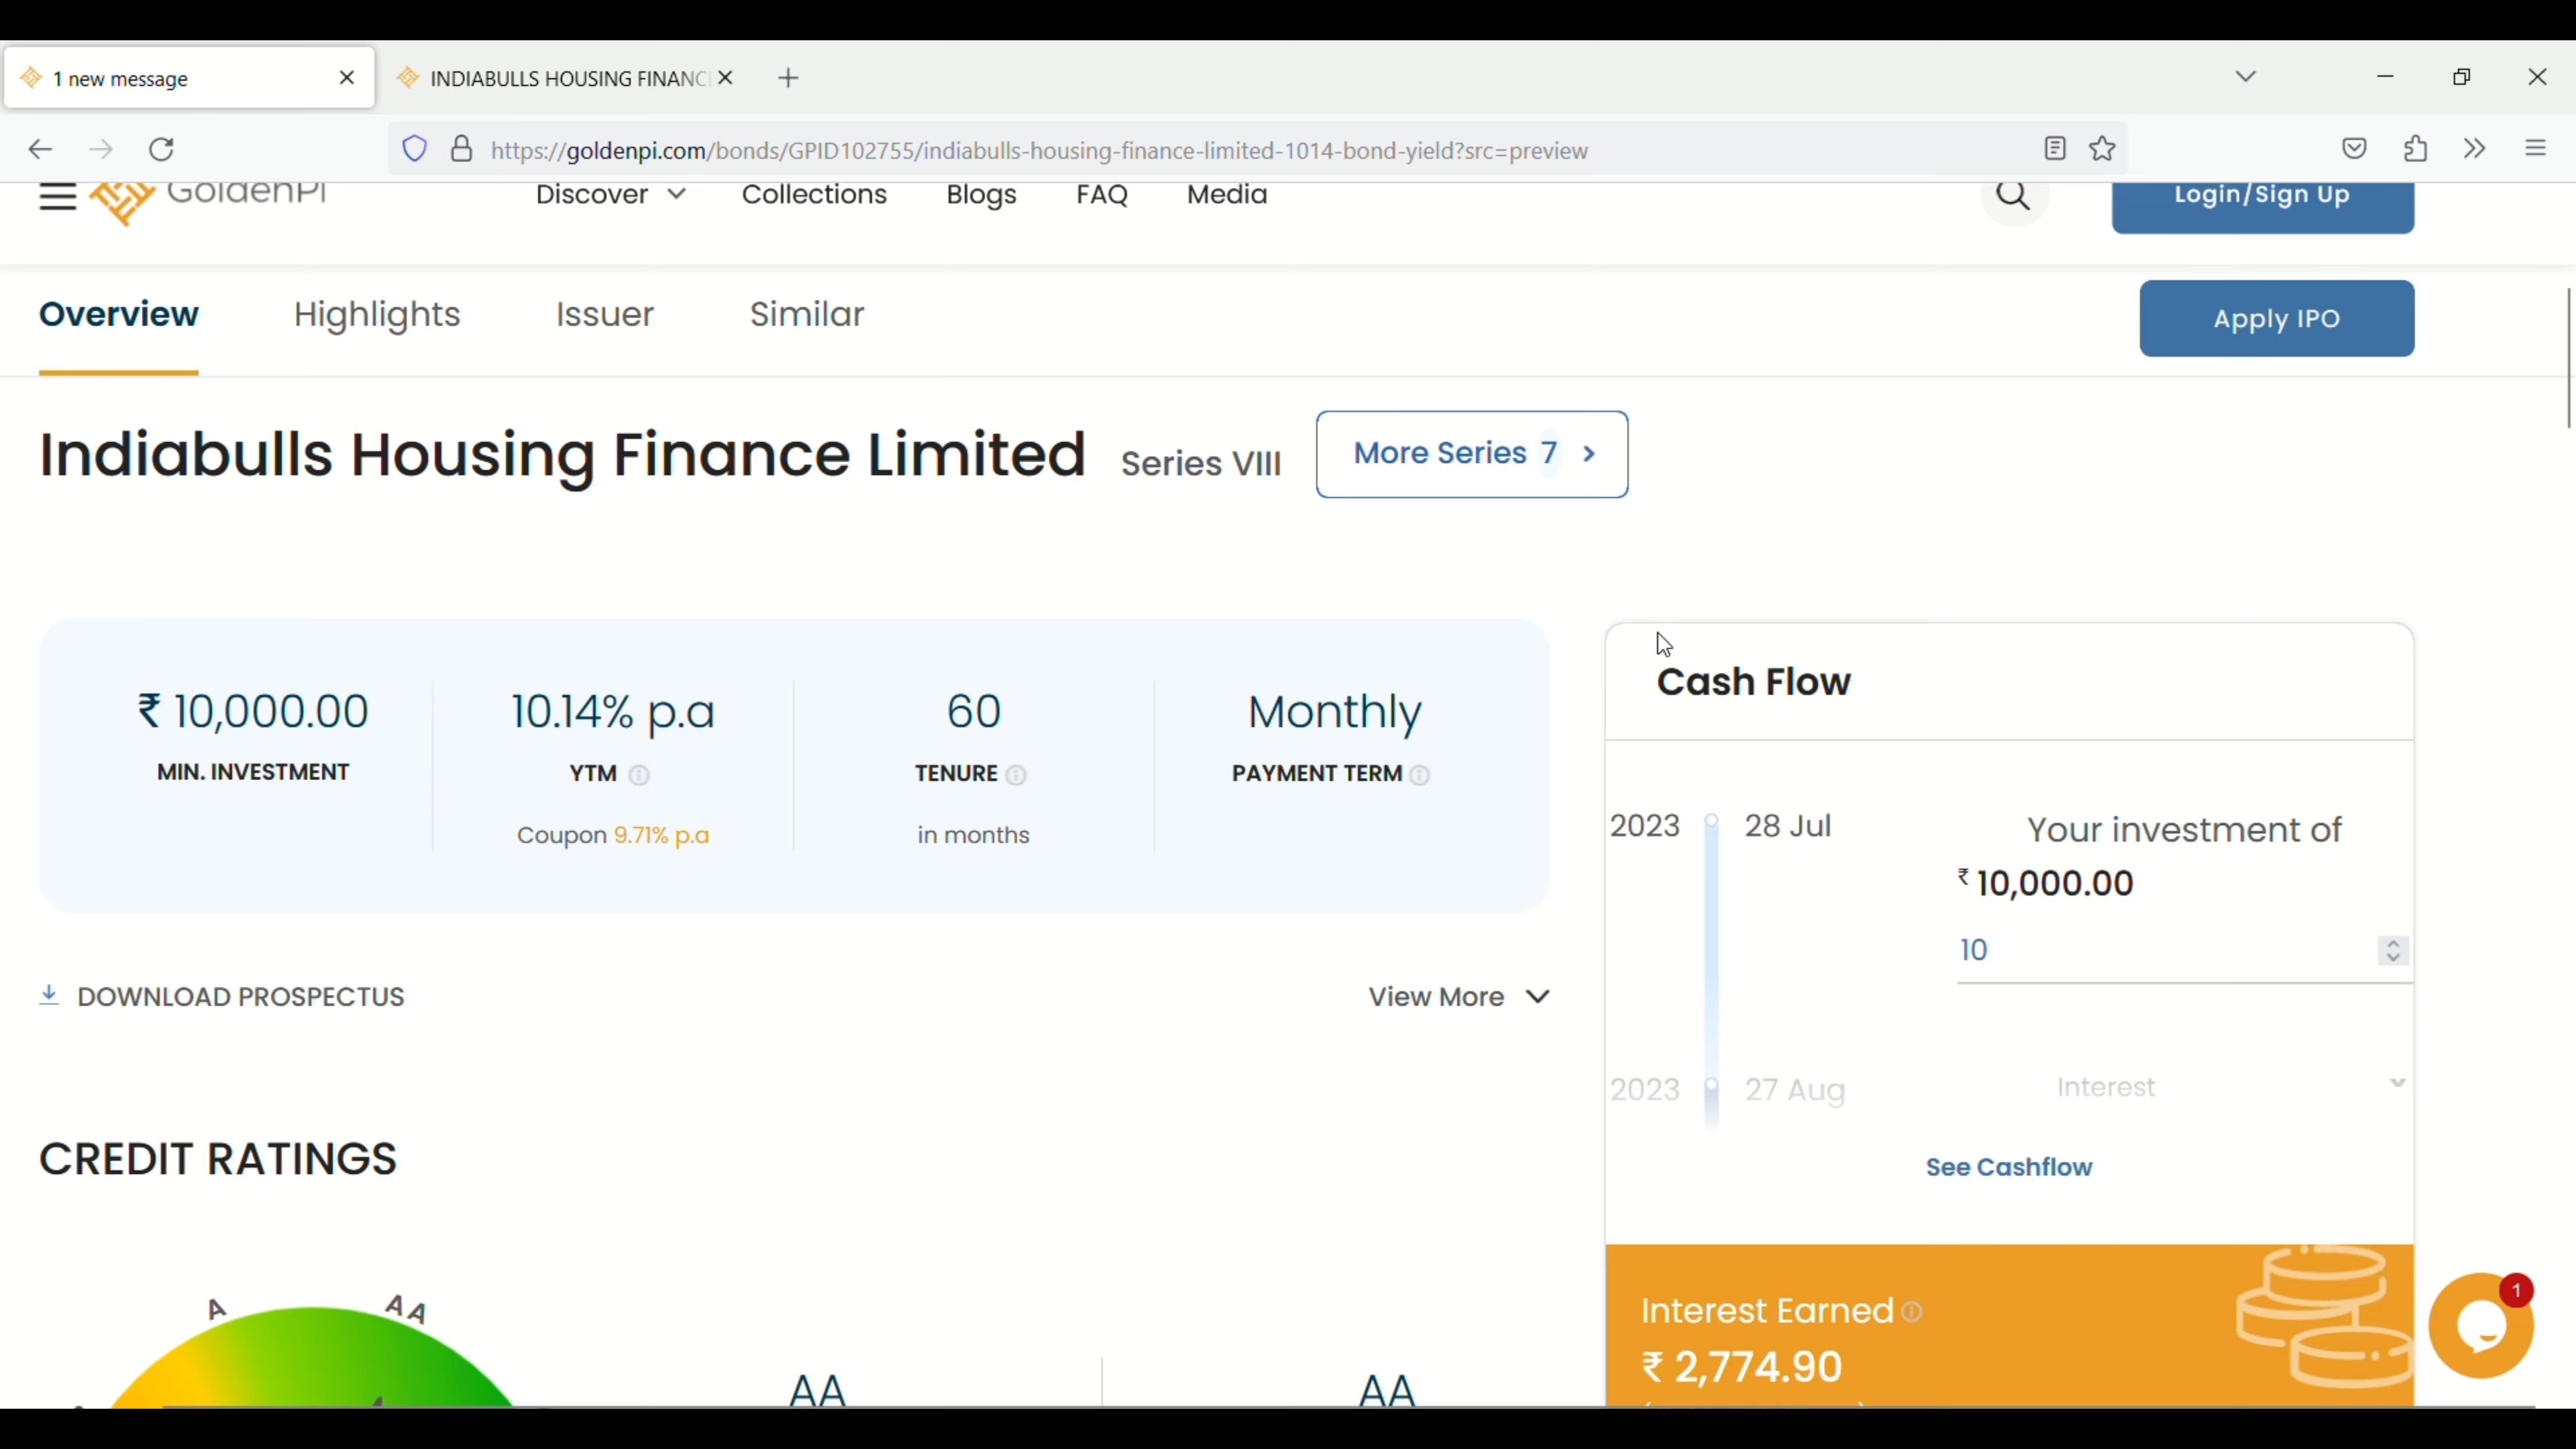 1 new message
INDIABULLS HOUSING FINANC
https://goldenpi.com/bonds/GPID102755/indiabulls-housing-finance-limited-1014-bond-yield?src=preview
GoldenPI
Discover
Collections
Blogs
FAQ
Media
Login/Sign Up
Overview
Highlights
Issuer
Similar
Apply IPO
Indiabulls Housing Finance Limited Series VIII
More Series 7 >
₹ 10,000.00
MIN. INVESTMENT
10.14% p.a
YTM
Coupon 9.71% p.a
60
TENURE
in months
Monthly
PAYMENT TERM
DOWNLOAD PROSPECTUS
View More
Cash Flow
2023 28 Jul
Your investment of
₹ 10,000.00
10
2023 27 Aug
Interest
See Cashflow
CREDIT RATINGS
A
AA
AA
AA
Interest Earned
₹ 2,774.90
1